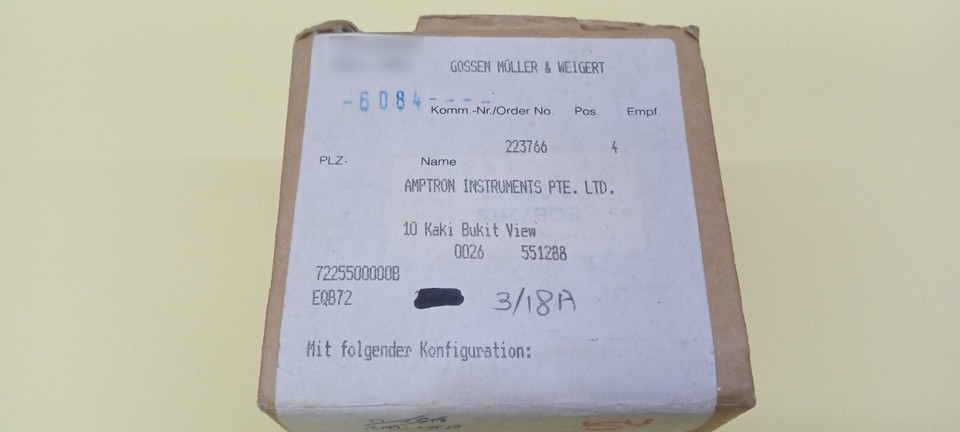 GOSSEN MÜLLER & WEIGERT
-6084----
Komm.-Nr./Order No. Pos. Empf.
223766 4
PLZ. Name
AMPTRON INSTRUMENTS PTE. LTD.
10 Kaki Bukit View
0026 551288
7225500000B
EQB72 3/18A
Mit folgender Konfiguration: